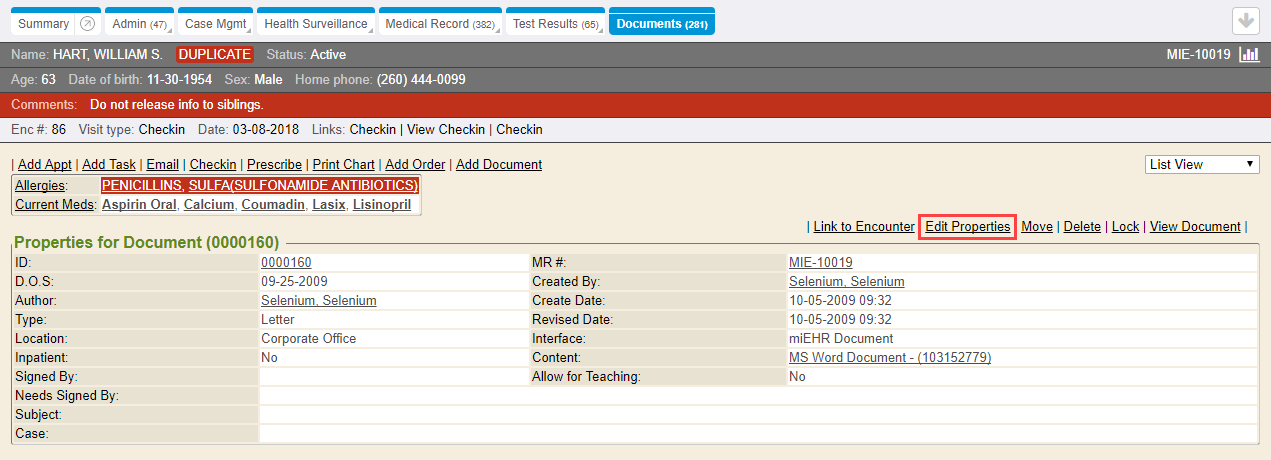 Summary Admin (47) Case Mgmt Health Surveillance Medical Record (382) Test Results (65) Documents (281)
Name: HART, WILLIAM S. DUPLICATE Status: Active MIE-10019
Age: 63 Date of birth: 11-30-1954 Sex: Male Home phone: (260) 444-0099
Comments: Do not release info to siblings.
Enc #: 86 Visit type: Checkin Date: 03-08-2018 Links: Checkin | View Checkin | Checkin
| Add Appt | Add Task | Email | Checkin | Prescribe | Print Chart | Add Order | Add Document List View
Allergies: PENICILLINS, SULFA(SULFONAMIDE ANTIBIOTICS)
Current Meds: Aspirin Oral, Calcium, Coumadin, Lasix, Lisinopril
| Link to Encounter Edit Properties Move | Delete | Lock | View Document |
Properties for Document (0000160)
ID: 0000160 MR #: MIE-10019
D.O.S: 09-25-2009 Created By: Selenium, Selenium
Author: Selenium, Selenium Create Date: 10-05-2009 09:32
Type: Letter Revised Date: 10-05-2009 09:32
Location: Corporate Office Interface: miEHR Document
Inpatient: No Content: MS Word Document - (103152779)
Signed By: Allow for Teaching: No
Needs Signed By:
Subject:
Case: